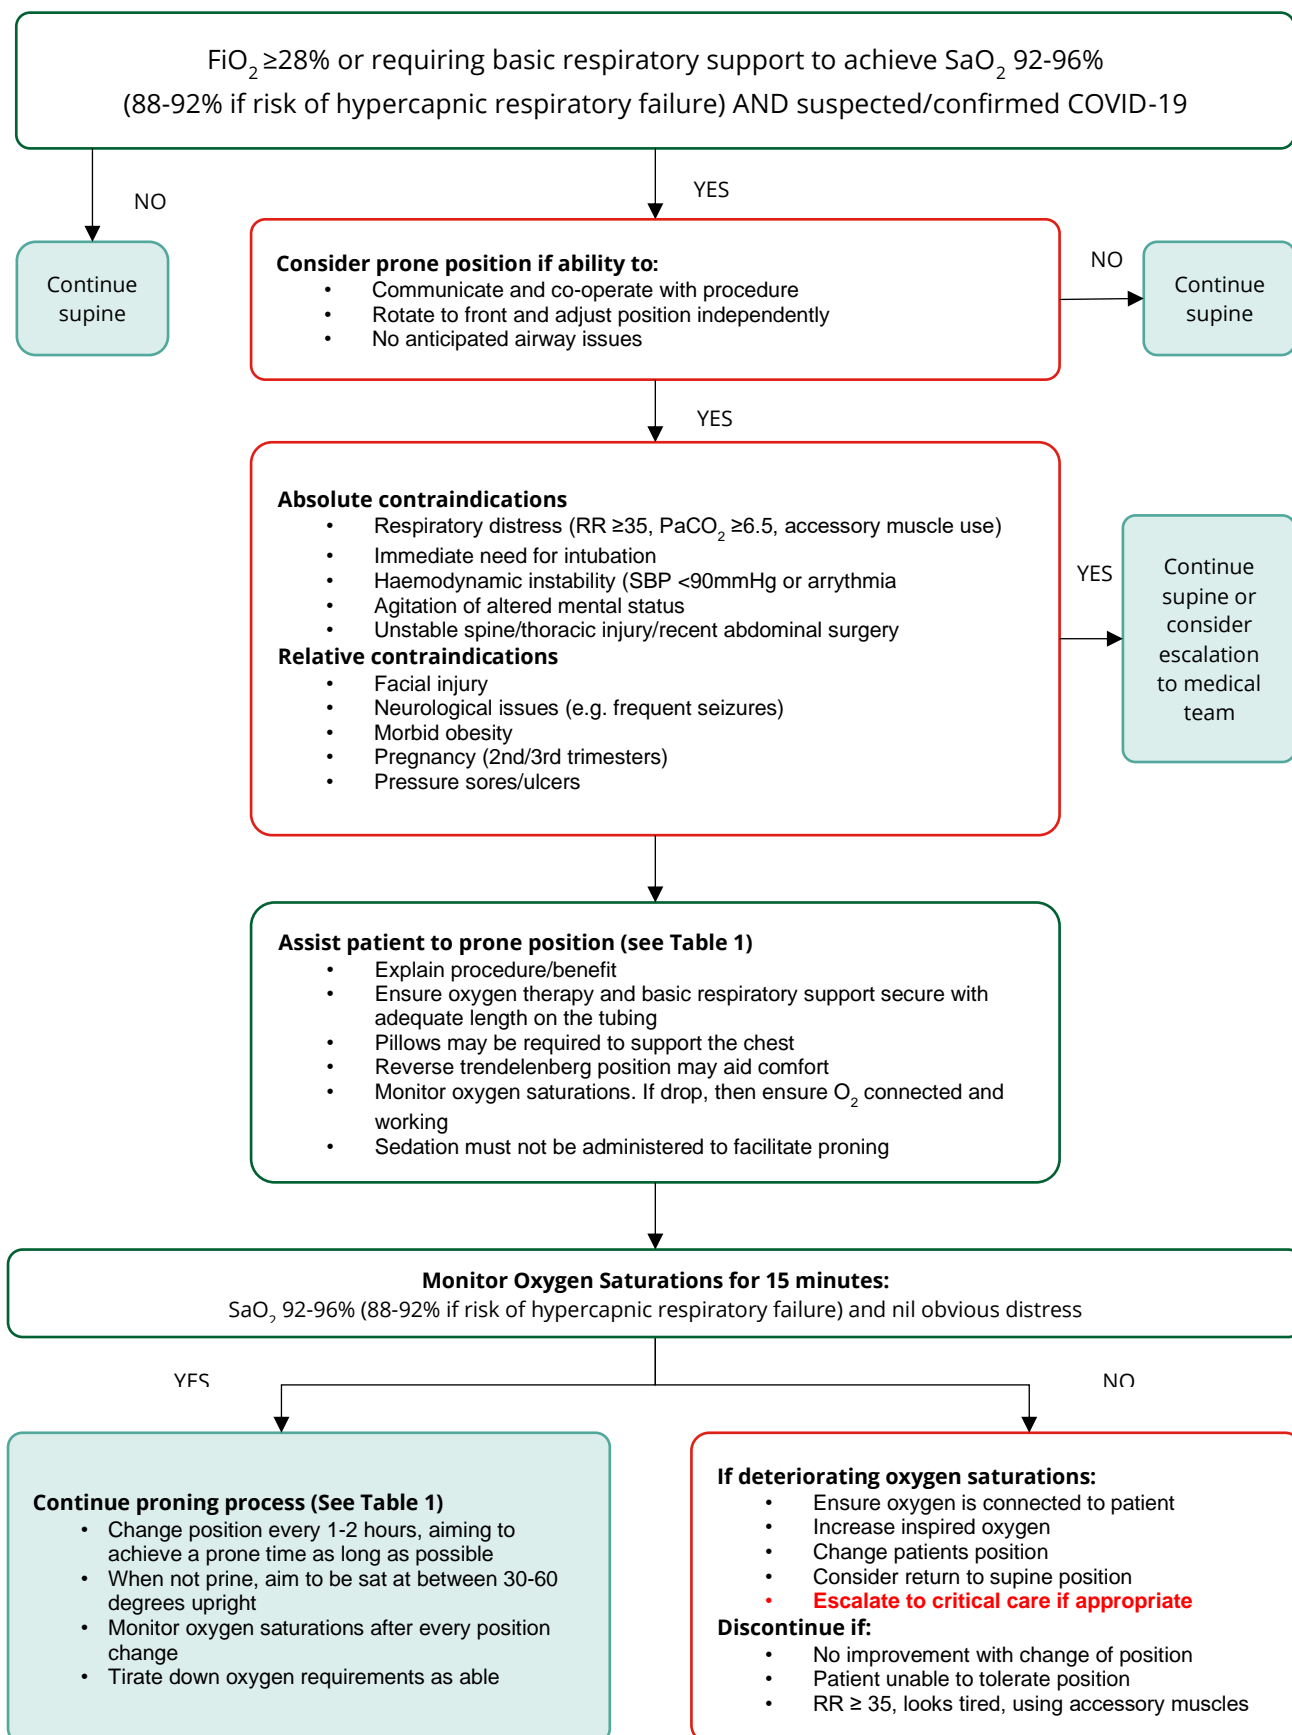 FiO₂ ≥28% or requiring basic respiratory support to achieve SaO₂ 92-96%
(88-92% if risk of hypercapnic respiratory failure) AND suspected/confirmed COVID-19
NO
YES
Continue
supine
Consider prone position if ability to:
• Communicate and co-operate with procedure
• Rotate to front and adjust position independently
• No anticipated airway issues
NO
Continue
supine
YES
Absolute contraindications
• Respiratory distress (RR ≥35, PaCO₂ ≥6.5, accessory muscle use)
• Immediate need for intubation
• Haemodynamic instability (SBP <90mmHg or arrythmia
• Agitation of altered mental status
• Unstable spine/thoracic injury/recent abdominal surgery
Relative contraindications
• Facial injury
• Neurological issues (e.g. frequent seizures)
• Morbid obesity
• Pregnancy (2nd/3rd trimesters)
• Pressure sores/ulcers
YES
Continue
supine or
consider
escalation
to medical
team
Assist patient to prone position (see Table 1)
• Explain procedure/benefit
• Ensure oxygen therapy and basic respiratory support secure with
adequate length on the tubing
• Pillows may be required to support the chest
• Reverse trendelenberg position may aid comfort
• Monitor oxygen saturations. If drop, then ensure O₂ connected and
working
• Sedation must not be administered to facilitate proning
Monitor Oxygen Saturations for 15 minutes:
SaO₂ 92-96% (88-92% if risk of hypercapnic respiratory failure) and nil obvious distress
YES
NO
Continue proning process (See Table 1)
• Change position every 1-2 hours, aiming to
achieve a prone time as long as possible
• When not prine, aim to be sat at between 30-60
degrees upright
• Monitor oxygen saturations after every position
change
• Tirate down oxygen requirements as able
If deteriorating oxygen saturations:
• Ensure oxygen is connected to patient
• Increase inspired oxygen
• Change patients position
• Consider return to supine position
• Escalate to critical care if appropriate
Discontinue if:
• No improvement with change of position
• Patient unable to tolerate position
• RR ≥ 35, looks tired, using accessory muscles